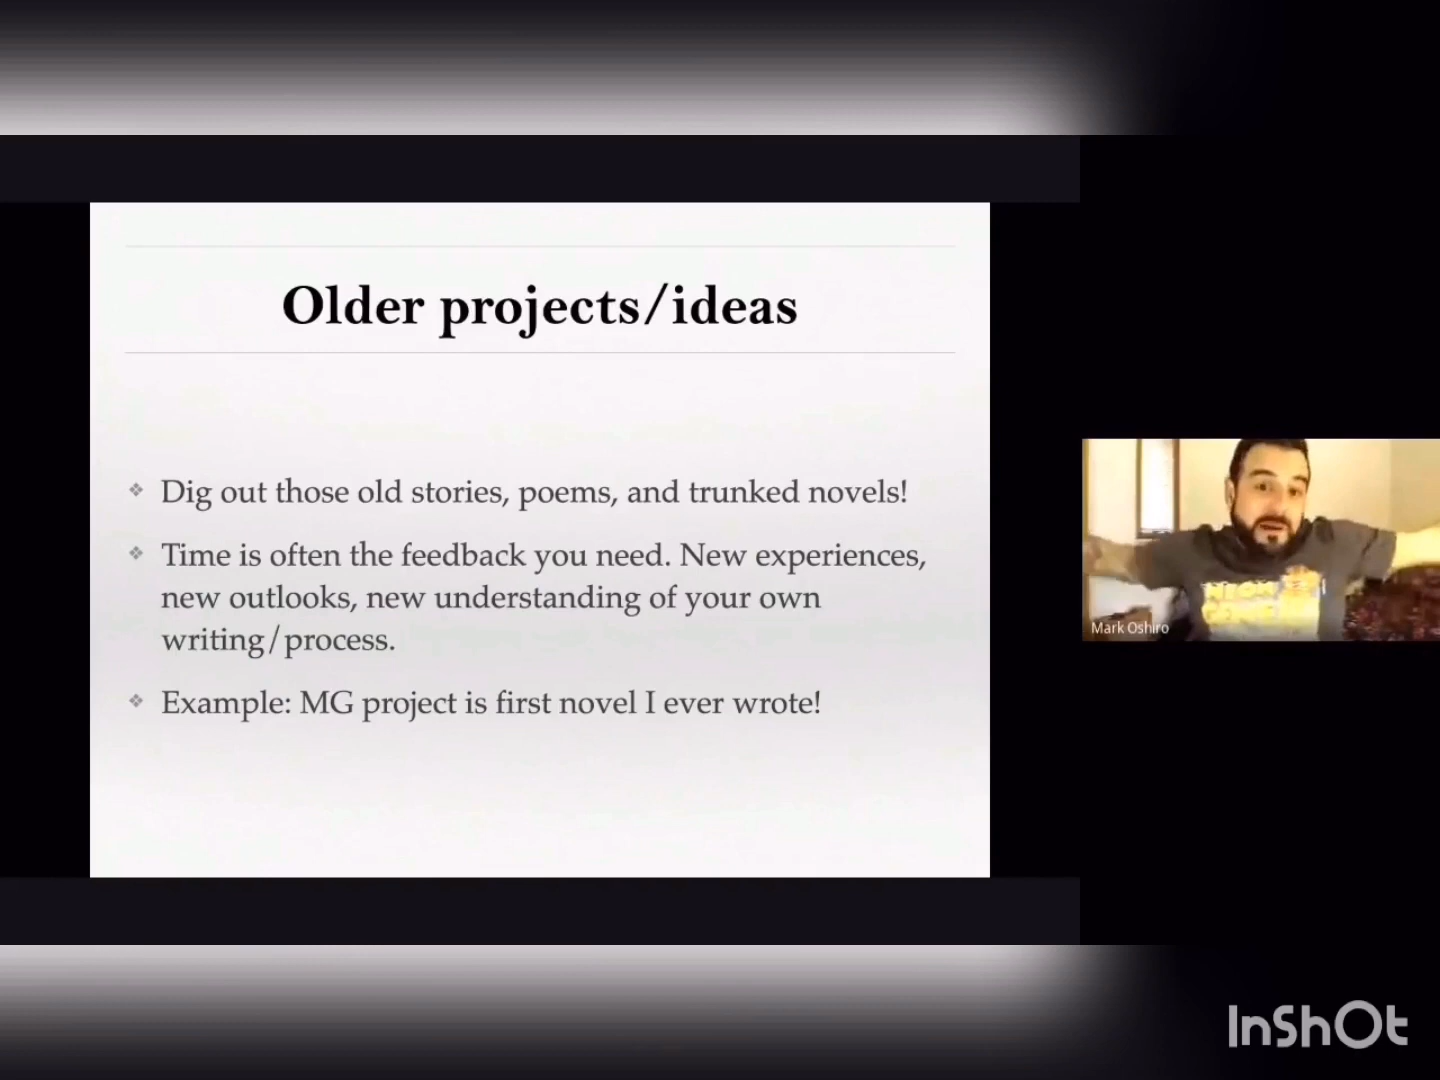 Older projects/ideas
Dig out those old stories, poems, and trunked novels!
Time is often the feedback you need. New experiences,
new outlooks, new understanding of your own
writing/process.
Example: MG project is first novel I ever wrote!
Mark Oshiro
InShOt